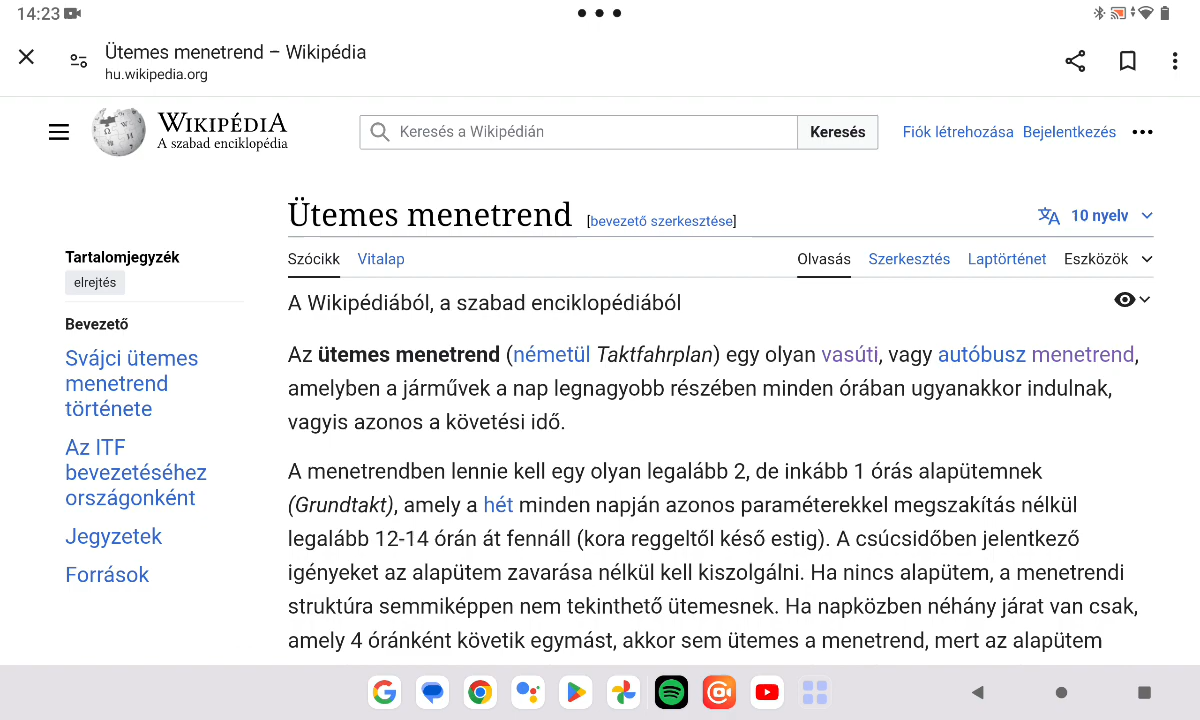 14:23
Ütemes menetrend – Wikipédia
hu.wikipedia.org
WIKIPÉDIA
A szabad enciklopédia
Keresés a Wikipédián
Keresés
Fiók létrehozása Bejelentkezés
Ütemes menetrend [bevezető szerkesztése]
10 nyelv
Tartalomjegyzék
elrejtés
Bevezető
Svájci ütemes
menetrend
története
Az ITF
bevezetéséhez
országonként
Jegyzetek
Források
Szócikk Vitalap
Olvasás Szerkesztés Laptörténet Eszközök
A Wikipédiából, a szabad enciklopédiából
Az ütemes menetrend (németül Taktfahrplan) egy olyan vasúti, vagy autóbusz menetrend,
amelyben a járművek a nap legnagyobb részében minden órában ugyanakkor indulnak,
vagyis azonos a követési idő.
A menetrendben lennie kell egy olyan legalább 2, de inkább 1 órás alapütemnek
(Grundtakt), amely a hét minden napján azonos paraméterekkel megszakítás nélkül
legalább 12-14 órán át fennáll (kora reggeltől késő estig). A csúcsidőben jelentkező
igényeket az alapütem zavarása nélkül kell kiszolgálni. Ha nincs alapütem, a menetrendi
struktúra semmiképpen nem tekinthető ütemesnek. Ha napközben néhány járat van csak,
amely 4 óránként követik egymást, akkor sem ütemes a menetrend, mert az alapütem